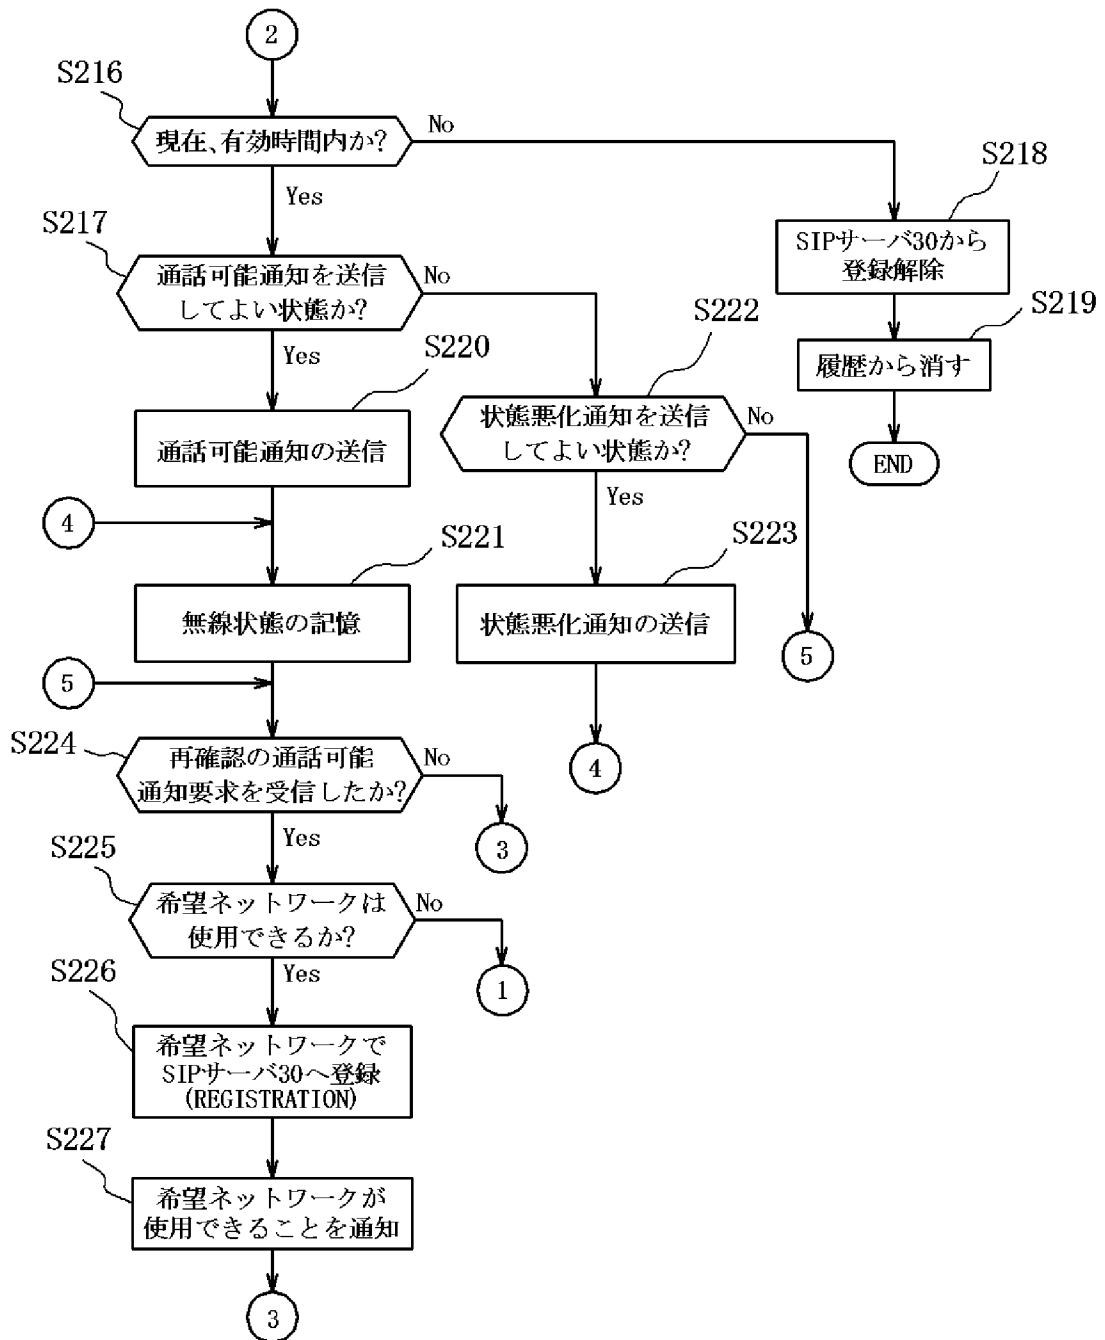 2
S216
現在、有効時間内か?
No
Yes
S218
SIPサーバ30から
登録解除
S217
通話可能通知を送信
してよい状態か?
No
Yes
S219
履歴から消す
END
S220
通話可能通知の送信
S222
状態悪化通知を送信
してよい状態か?
No
Yes
4
S221
無線状態の記憶
S223
状態悪化通知の送信
5
5
4
S224
再確認の通話可能
通知要求を受信したか?
No
Yes
3
S225
希望ネットワークは
使用できるか?
No
Yes
1
S226
希望ネットワークで
SIPサーバ30へ登録
(REGISTRATION)
S227
希望ネットワークが
使用できることを通知
3